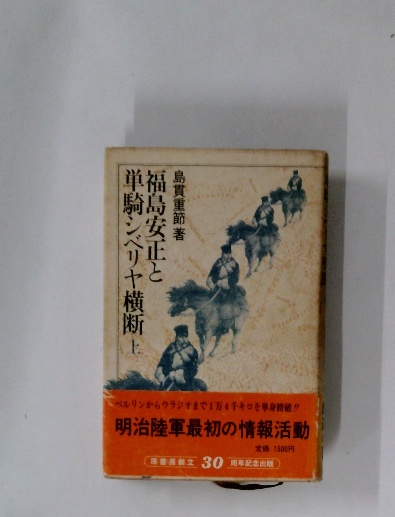 島貫重節著
福島安正と
単騎シベリヤ横断 上
ベルリンからウラジオまで1万4千キロを単身踏破!!
明治陸軍最初の情報活動
定価 1500円
原書房創文 30 周年記念出版